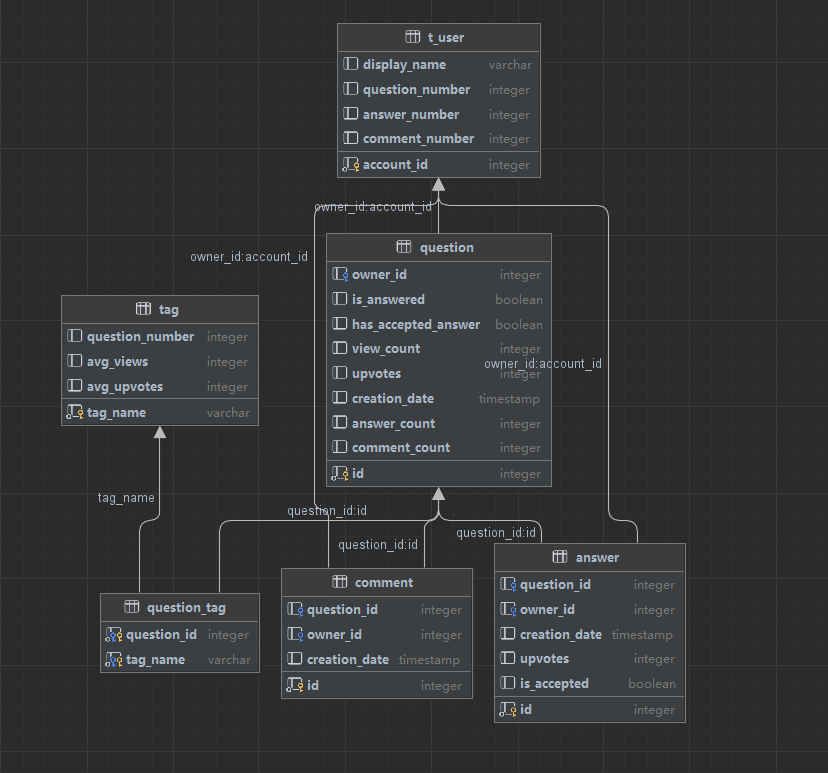 t_user
display_name varchar
question_number integer
answer_number integer
comment_number integer
account_id integer
owner_id:account_id
owner_id:account_id
question
owner_id integer
is_answered boolean
has_accepted_answer boolean
view_count integer
owner_id:account_id
upvotes integer
creation_date timestamp
answer_count integer
comment_count integer
id integer
tag
question_number integer
avg_views integer
avg_upvotes integer
tag_name varchar
tag_name
question_id:id
question_id:id
question_id:id
question_tag
question_id integer
tag_name varchar
comment
question_id integer
owner_id integer
creation_date timestamp
id integer
answer
question_id integer
owner_id integer
creation_date timestamp
upvotes integer
is_accepted boolean
id integer